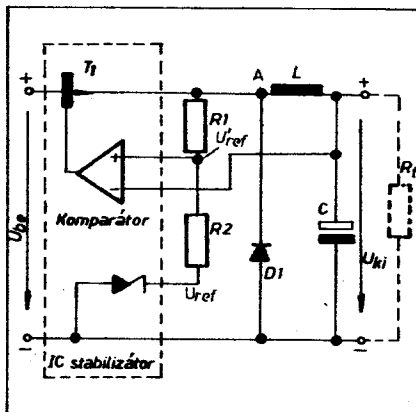 T1
A
L
+
+
R1
U'ref
+
−
Rt
Komparátor
C
Ube
R2
Uki
D1
Uref
−
−
IC stabilizátor